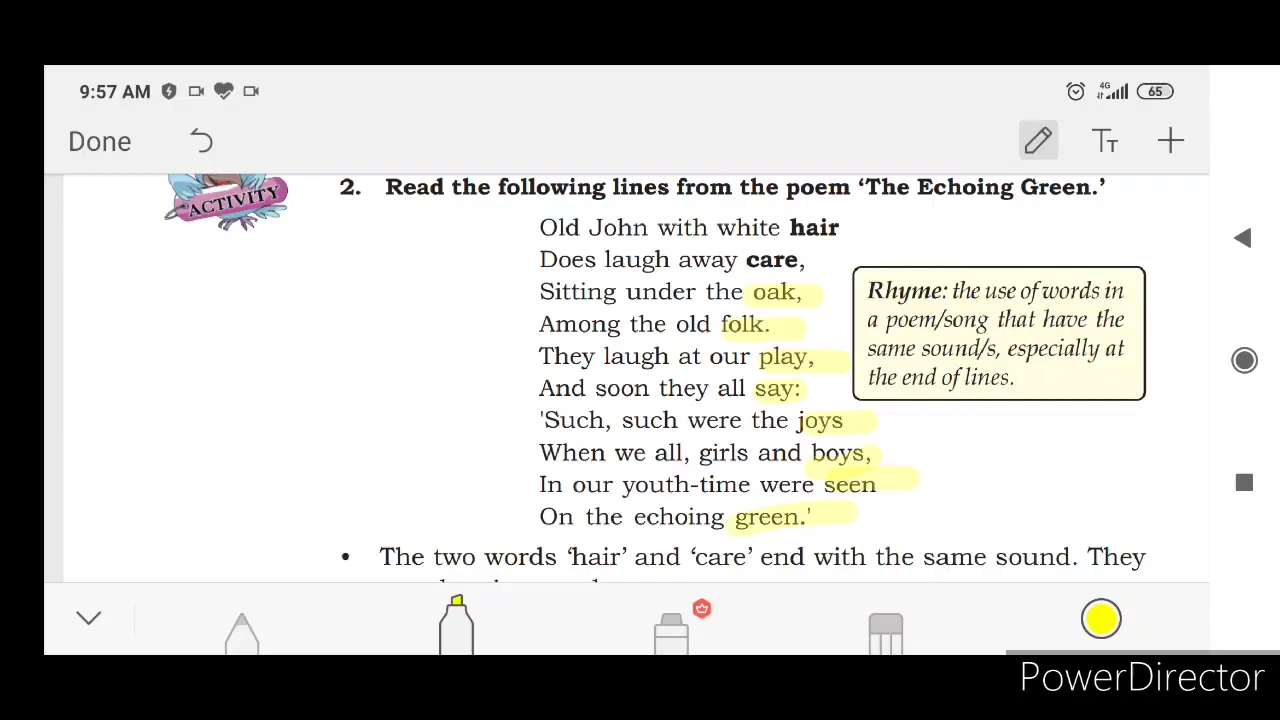 9:57 AM
4G
65
Done
TT
ACTIVITY
2. Read the following lines from the poem ‘The Echoing Green.’
Old John with white hair
Does laugh away care,
Sitting under the oak,
Among the old folk.
They laugh at our play,
And soon they all say:
'Such, such were the joys
When we all, girls and boys,
In our youth-time were seen
On the echoing green.'
Rhyme: the use of words in
a poem/song that have the
same sound/s, especially at
the end of lines.
• The two words ‘hair’ and ‘care’ end with the same sound. They
PowerDirector